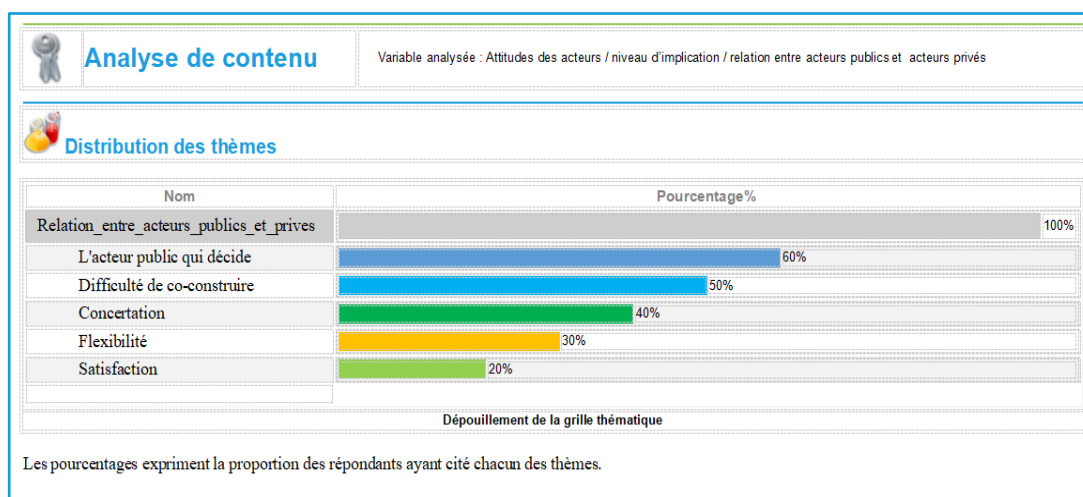 Analyse de contenu
Variable analysée : Attitudes des acteurs / niveau d'implication / relation entre acteurs publics et acteurs privés
Distribution des thèmes
Nom Pourcentage%
Relation_entre_acteurs_publics_et_prives 100%
L'acteur public qui décide 60%
Difficulté de co-construire 50%
Concertation 40%
Flexibilité 30%
Satisfaction 20%
Dépouillement de la grille thématique
Les pourcentages expriment la proportion des répondants ayant cité chacun des thèmes.